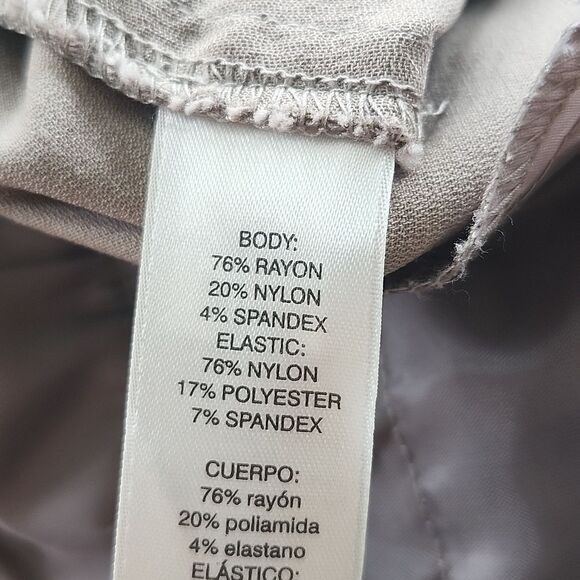 BODY:
76% RAYON
20% NYLON
4% SPANDEX
ELASTIC:
76% NYLON
17% POLYESTER
7% SPANDEX
CUERPO:
76% rayón
20% poliamida
4% elastano
ELÁSTICO: